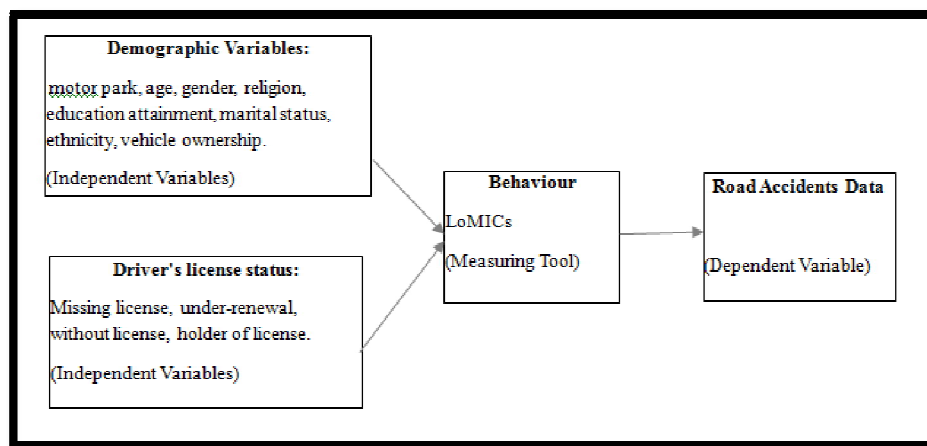 Demographic Variables:
motor park, age, gender, religion,
education attainment, marital status,
ethnicity, vehicle ownership.
(Independent Variables)
Driver's license status:
Missing license, under-renewal,
without license, holder of license.
(Independent Variables)
Behaviour
LoMICs
(Measuring Tool)
Road Accidents Data
(Dependent Variable)